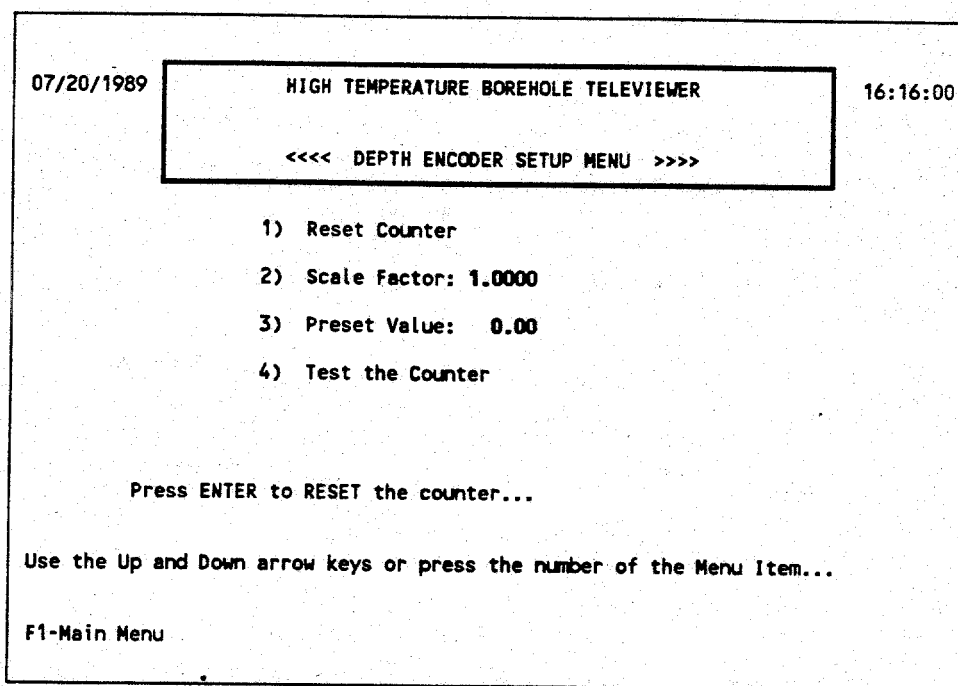 07/20/1989 HIGH TEMPERATURE BOREHOLE TELEVIEWER 16:16:00
<<<< DEPTH ENCODER SETUP MENU >>>>
1) Reset Counter
2) Scale Factor: 1.0000
3) Preset Value: 0.00
4) Test the Counter
Press ENTER to RESET the counter...
Use the Up and Down arrow keys or press the number of the Menu Item...
F1-Main Menu